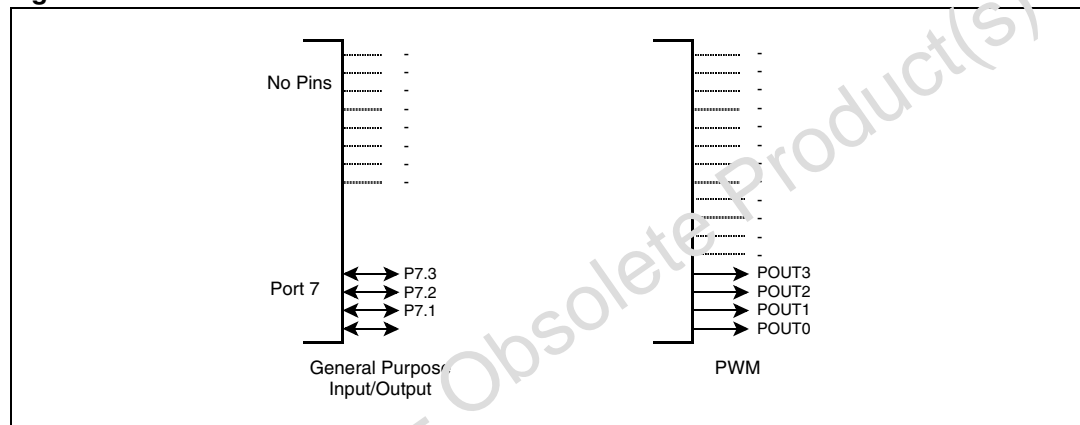 No Pins
-
-
-
-
-
-
-
-
Port 7
P7.3
P7.2
P7.1
General Purpose
Input/Output
-
-
-
-
-
-
-
-
-
-
-
-
POUT3
POUT2
POUT1
POUT0
PWM
Obsolete Product(s)